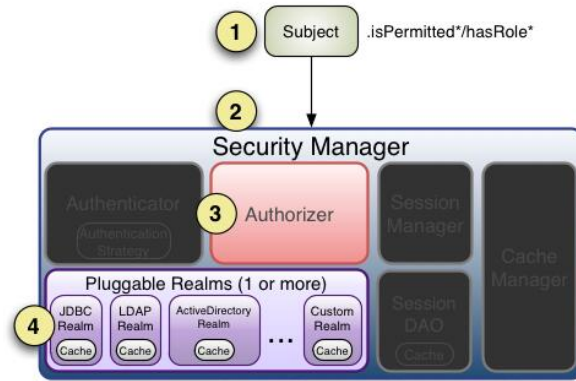 1
Subject
.isPermitted*/hasRole*
2
Security Manager
Authenticator
Authentication
Strategy
3
Authorizer
Session
Manager
Cache
Manager
Pluggable Realms (1 or more)
4
JDBC
Realm
Cache
LDAP
Realm
Cache
ActiveDirectory
Realm
Cache
...
Custom
Realm
Cache
Session
DAO
Cache